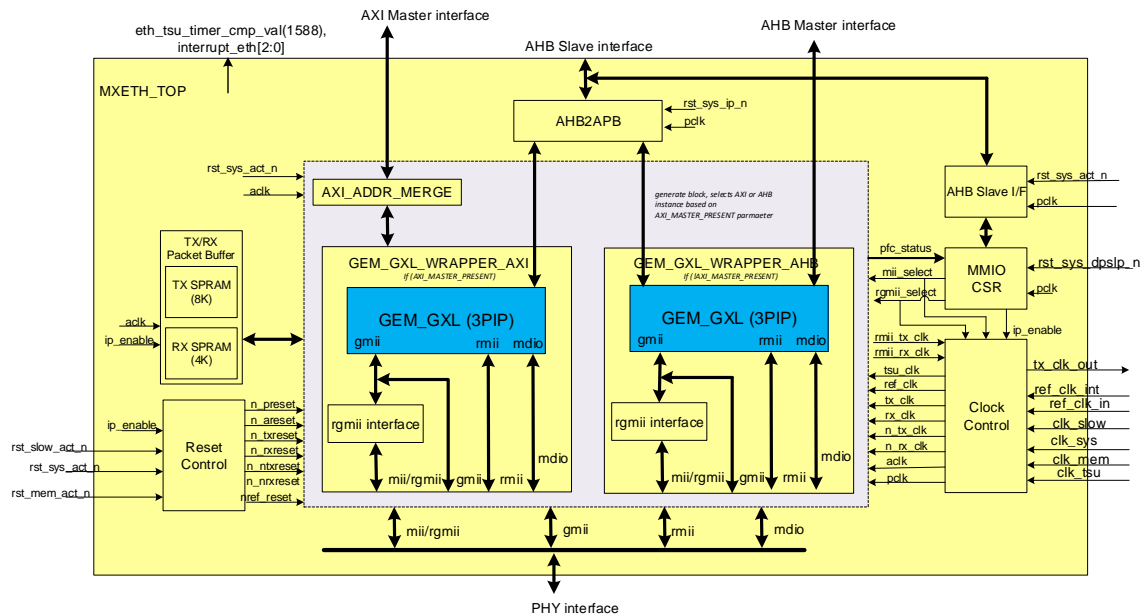 AXI Master interface
eth_tsu_timer_cmp_val(1588),
interrupt_eth[2:0]
AHB Slave interface
AHB Master interface
MXETH_TOP
AHB2APB
rst_sys_ip_n
pclk
rst_sys_act_n
aclk
AXI_ADDR_MERGE
generate block, selects AXI or AHB
instance based on
AXI_MASTER_PRESENT parmaeter
rst_sys_act_n
AHB Slave I/F
pclk
TX/RX
Packet Buffer
TX SPRAM
(8K)
RX SPRAM
(4K)
aclk
ip_enable
GEM_GXL_WRAPPER_AXI
If (AXI_MASTER_PRESENT)
GEM_GXL (3PIP)
gmii
rmii
mdio
rgmii interface
mdio
mii/rgmii
gmii
rmii
GEM_GXL_WRAPPER_AHB
If (!AXI_MASTER_PRESENT)
GEM_GXL (3PIP)
gmii
rmii
mdio
rgmii interface
mdio
mii/rgmii
gmii
rmii
pfc_status
mii_select
rgmii_select
MMIO
CSR
rst_sys_dpslp_n
pclk
ip_enable
rmii_tx_clk
rmii_rx_clk
tsu_clk
ref_clk
tx_clk
rx_clk
n_tx_clk
n_rx_clk
aclk
pclk
Clock
Control
tx_clk_out
ref_clk_int
ref_clk_in
clk_slow
clk_sys
clk_mem
clk_tsu
ip_enable
rst_slow_act_n
rst_sys_act_n
rst_mem_act_n
Reset
Control
n_preset
n_areset
n_txreset
n_rxreset
n_ntxreset
n_nrxreset
nref_reset
mii/rgmii
gmii
rmii
mdio
PHY interface